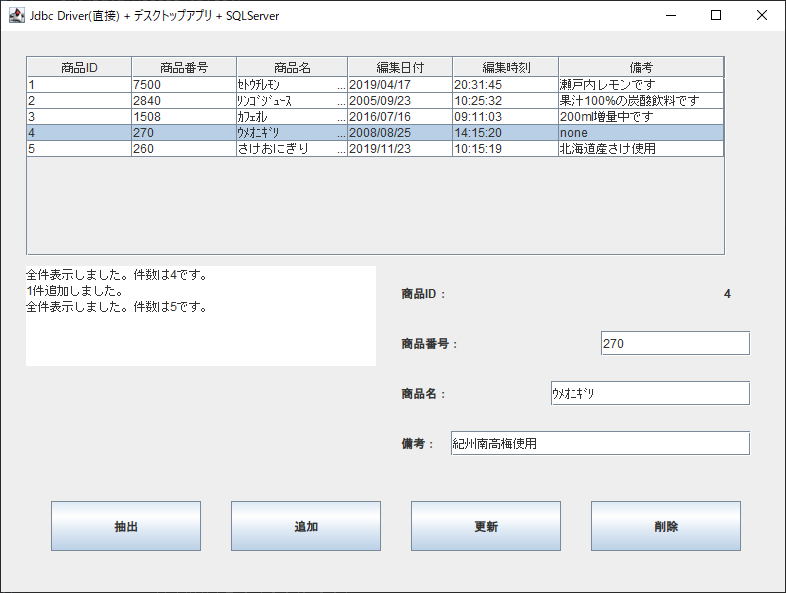 Jdbc Driver(直接) + デスクトップアプリ + SQLServer
商品ID 商品番号 商品名 編集日付 編集時刻 備考
1 7500 ｾﾄｳﾁﾚﾓﾝ ... 2019/04/17 20:31:45 瀬戸内レモンです
2 2840 ﾘﾝｺﾞｼﾞｭｰｽ ... 2005/09/23 10:25:32 果汁100%の炭酸飲料です
3 1508 ｶﾌｪｵﾚ ... 2016/07/16 09:11:03 200ml増量中です
4 270 ｳﾒｵﾆｷﾞﾘ ... 2008/08/25 14:15:20 none
5 260 さけおにぎり ... 2019/11/23 10:15:19 北海道産さけ使用
全件表示しました。件数は4です。
1件追加しました。
全件表示しました。件数は5です。
商品ID： 4
商品番号： 270
商品名： ｳﾒｵﾆｷﾞﾘ
備考： 紀州南高梅使用
抽出 追加 更新 削除